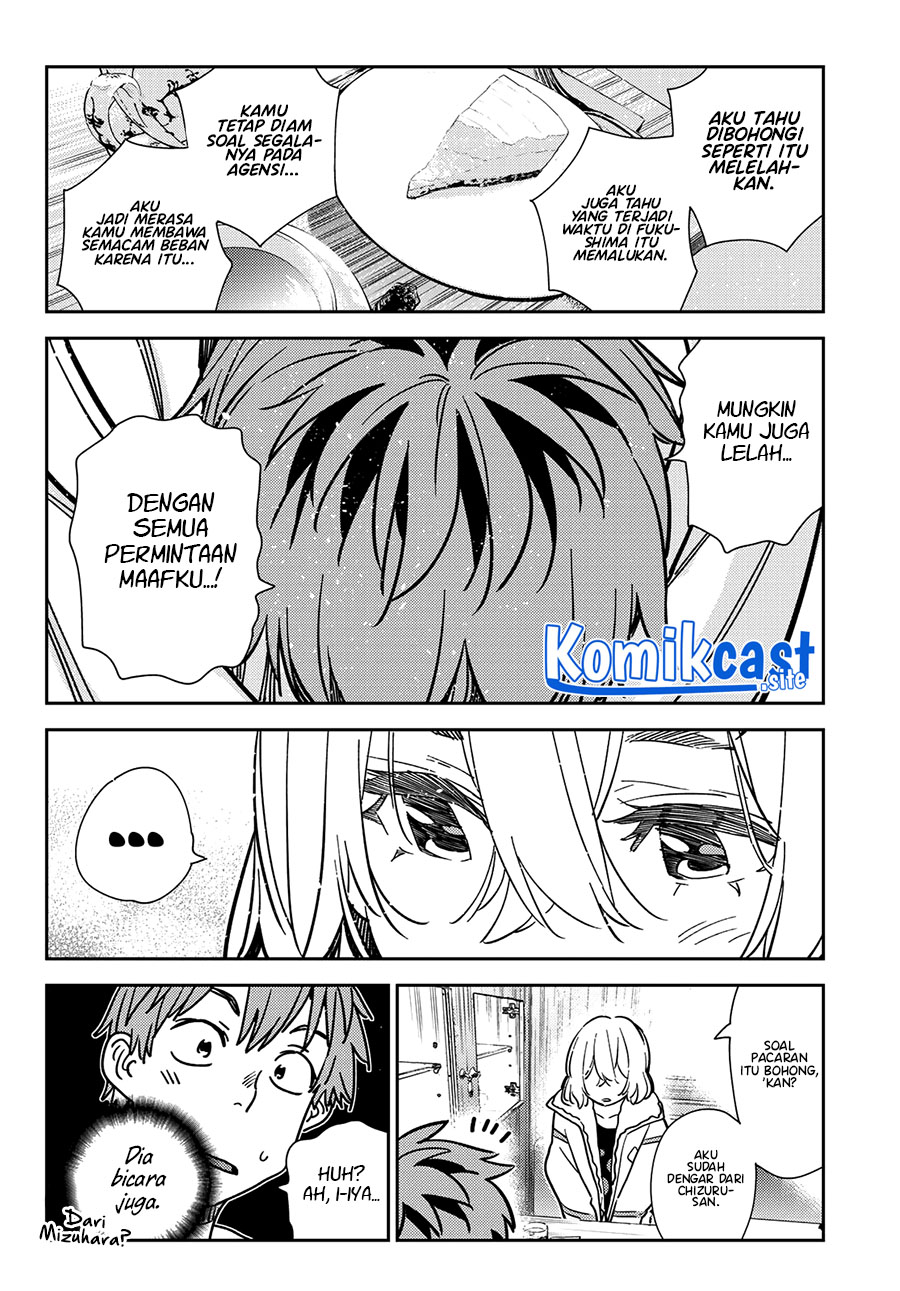 AKU TAHU
DIBOHONGI
SEPERTI ITU
MELELAH-
KAN.
AKU
JUGA TAHU
YANG TERJADI
WAKTU DI FUKU-
SHIMA ITU
MEMALUKAN.
KAMU
TETAP DIAM
SOAL SEGALA-
NYA PADA
AGENSI...
AKU
JADI MERASA
KAMU MEMBAWA
SEMACAM BEBAN
KARENA ITU...
MUNGKIN
KAMU JUGA
LELAH...
DENGAN
SEMUA
PERMINTAAN
MAAFKU...!
Komikcast
.site
...
SOAL
PACARAN
ITU BOHONG,
'KAN?
AKU
SUDAH
DENGAR DARI
CHIZURU-
SAN.
HUH?
AH, I-IYA...
Dia
bicara
juga.
Dari
Mizuhara?